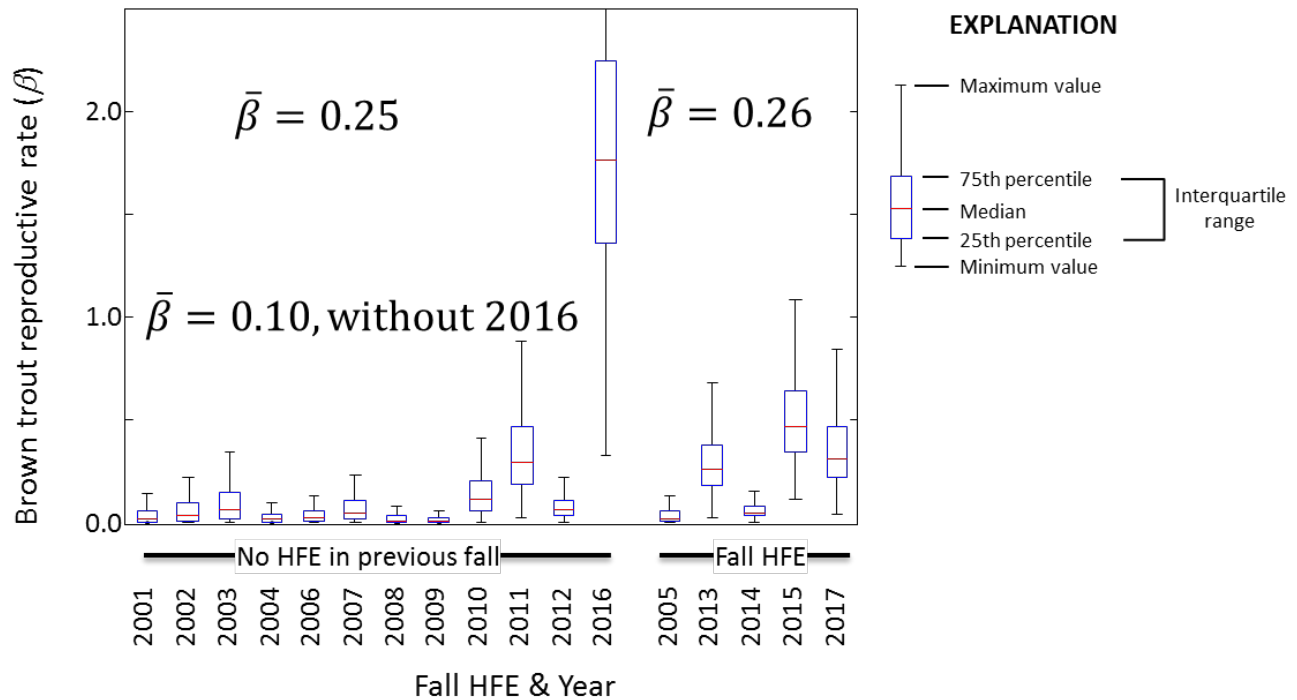 Brown trout reproductive rate (β)
2.0
1.0
0.0
β̄ = 0.25
β̄ = 0.26
β̄ = 0.10, without 2016
No HFE in previous fall
Fall HFE
2001
2002
2003
2004
2006
2007
2008
2009
2010
2011
2012
2016
2005
2013
2014
2015
2017
Fall HFE & Year
EXPLANATION
Maximum value
75th percentile
Median
25th percentile
Minimum value
Interquartile
range